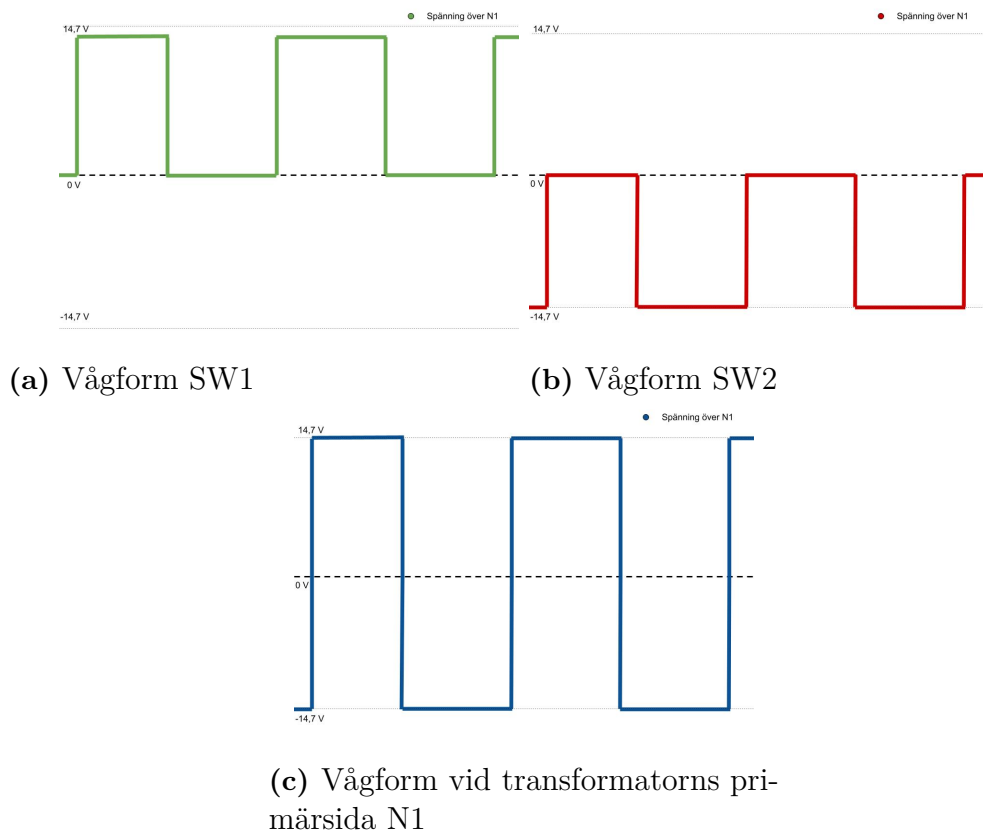 Spänning över N1
14,7 V
0 V
-14,7 V
(a) Vågform SW1
Spänning över N1
14,7 V
0 V
-14,7 V
(b) Vågform SW2
Spänning över N1
14,7 V
0 V
-14,7 V
(c) Vågform vid transformatorns pri-
märsida N1